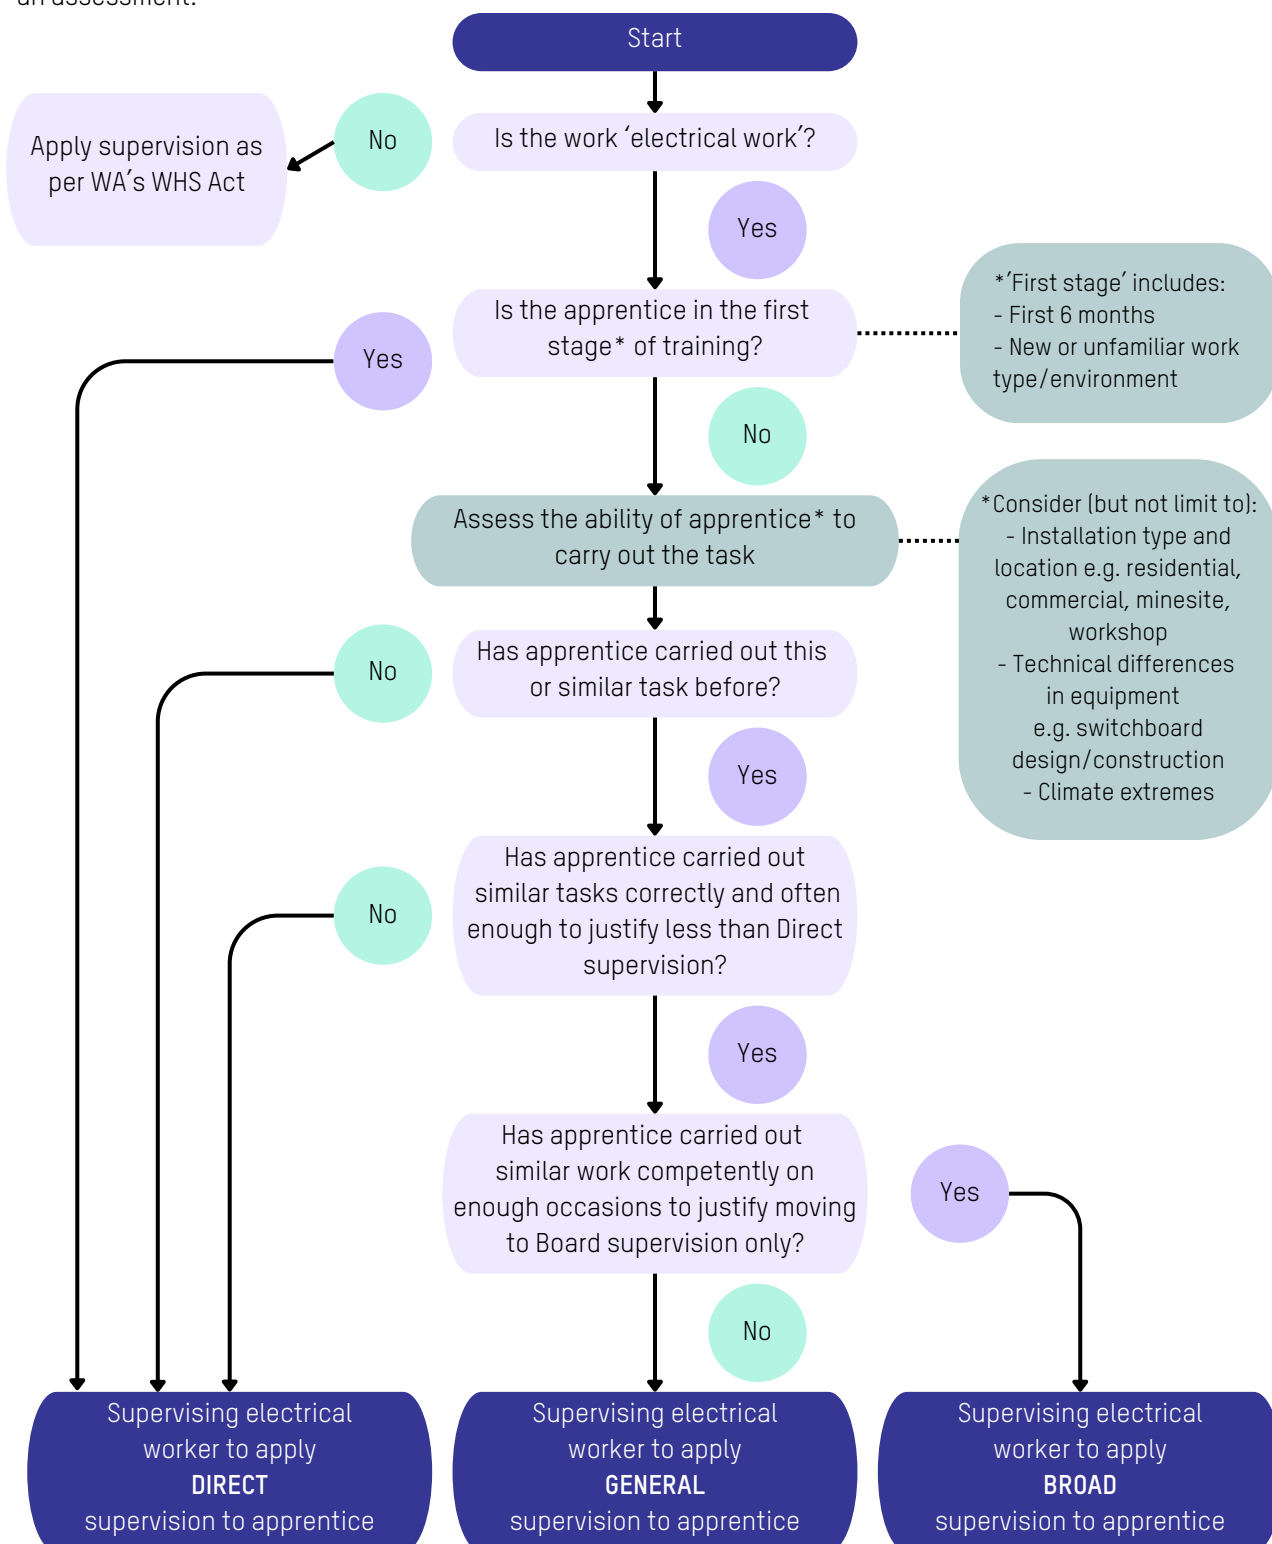 an assessment.
Start
Is the work ‘electrical work’?
No
Apply supervision as
per WA’s WHS Act
Yes
Is the apprentice in the first
stage* of training?
*‘First stage’ includes:
- First 6 months
- New or unfamiliar work
type/environment
Yes
No
Assess the ability of apprentice* to
carry out the task
*Consider (but not limit to):
- Installation type and
location e.g. residential,
commercial, minesite,
workshop
- Technical differences
in equipment
e.g. switchboard
design/construction
- Climate extremes
Has apprentice carried out this
or similar task before?
No
Yes
Has apprentice carried out
similar tasks correctly and often
enough to justify less than Direct
supervision?
No
Yes
Has apprentice carried out
similar work competently on
enough occasions to justify moving
to Board supervision only?
Yes
No
Supervising electrical
worker to apply
DIRECT
supervision to apprentice
Supervising electrical
worker to apply
GENERAL
supervision to apprentice
Supervising electrical
worker to apply
BROAD
supervision to apprentice